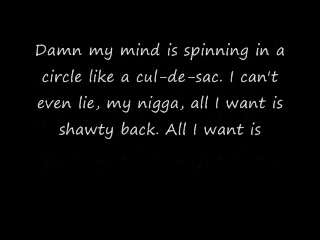 Damn my mind is spinning in a
circle like a cul-de-sac. I can't
even lie, my nigga, all I want is
shawty back. All I want is